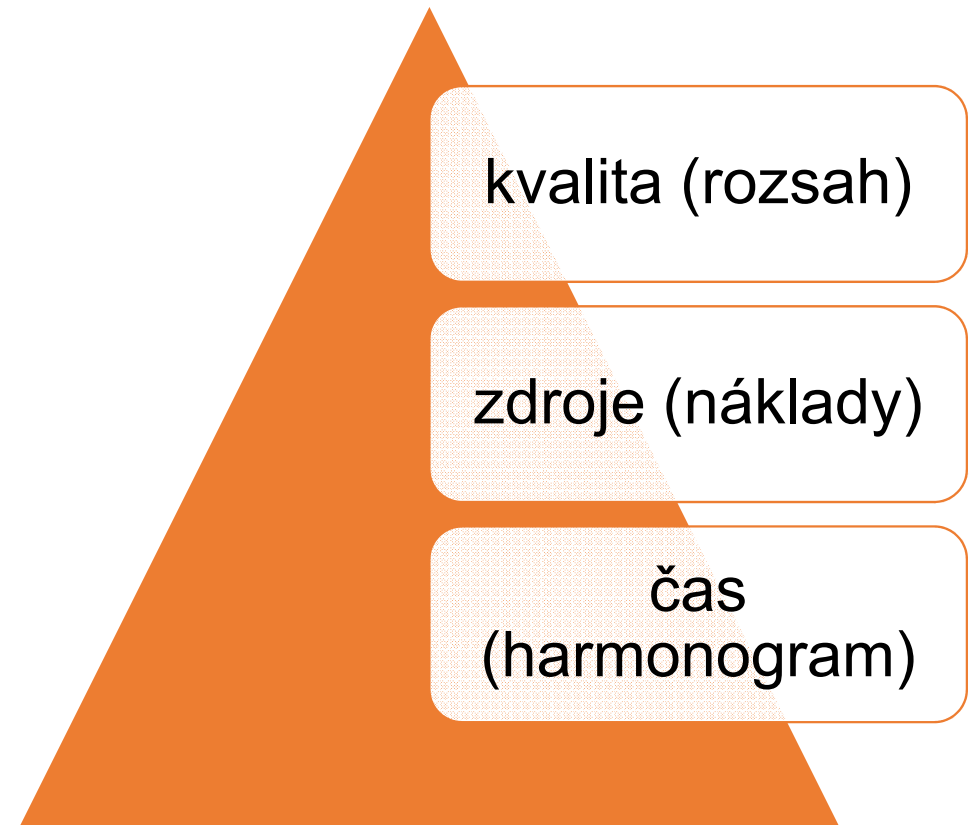 kvalita (rozsah)
zdroje (náklady)
čas
(harmonogram)